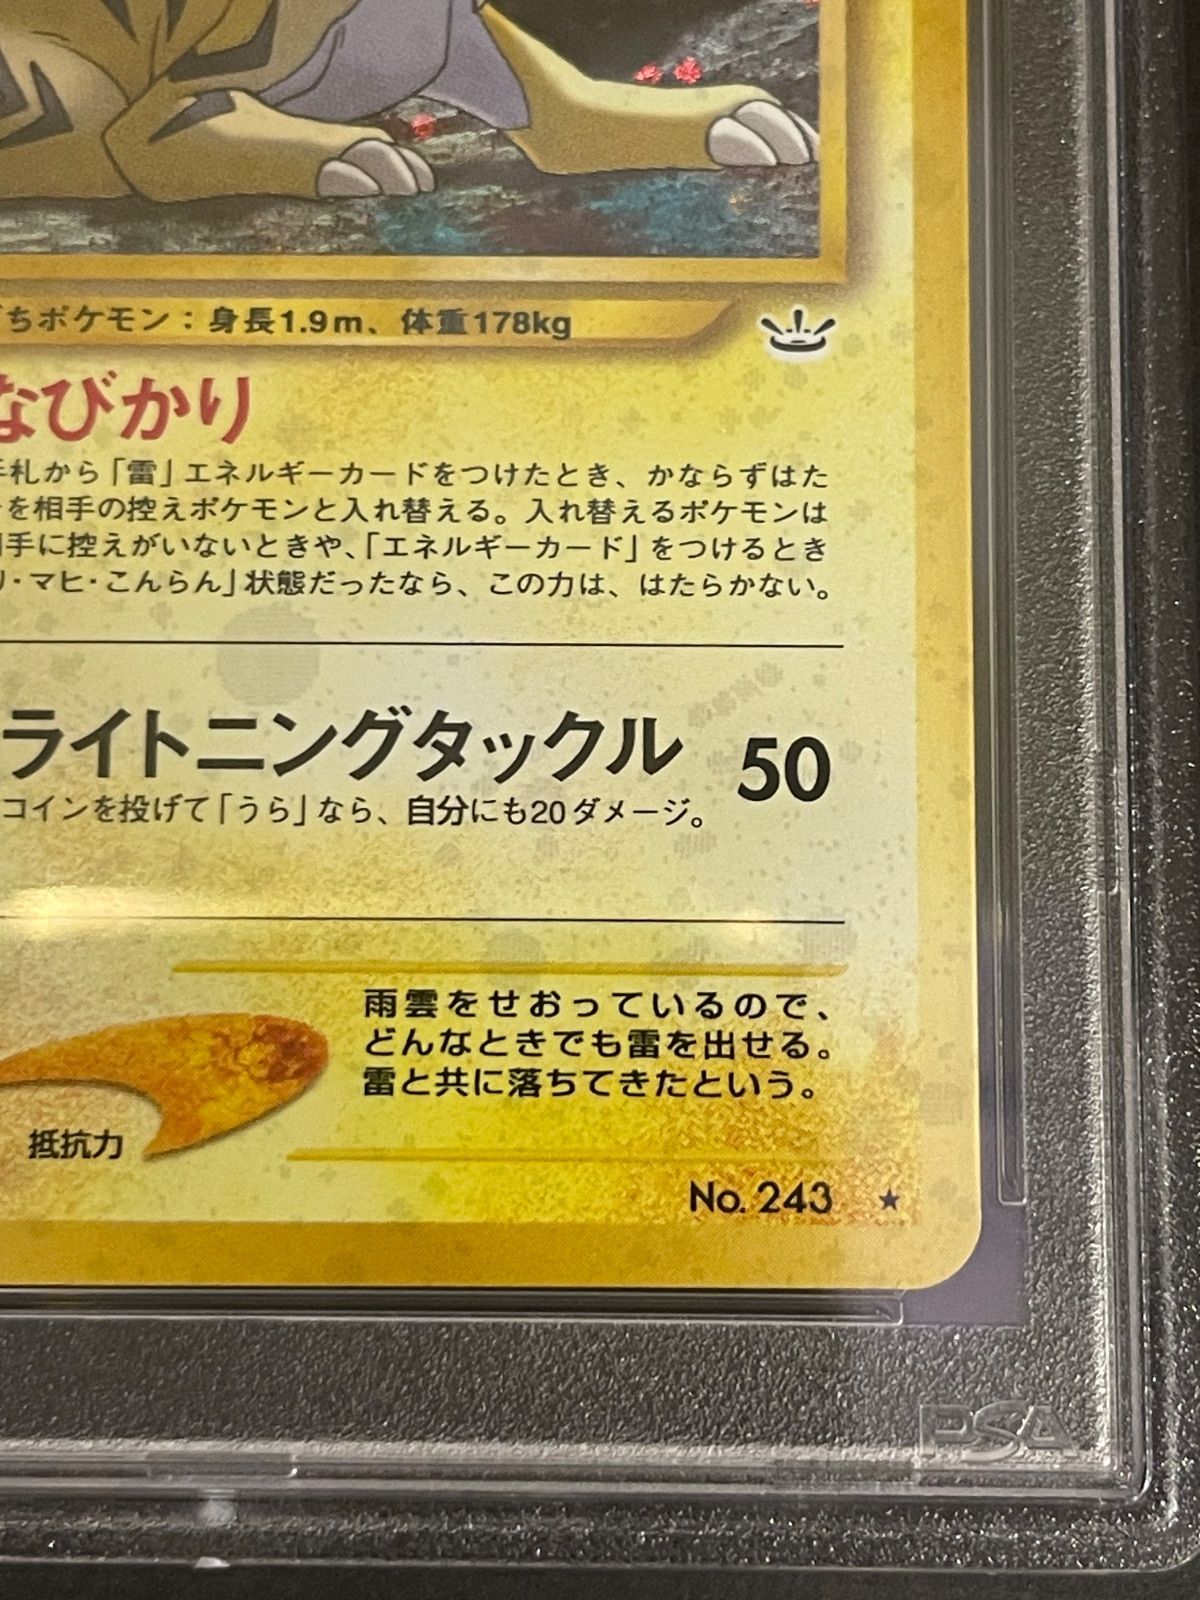 ちポケモン：身長1.9m、体重178kg
なびかり
手札から「雷」エネルギーカードをつけたとき、かならずはた
を相手の控えポケモンと入れ替える。入れ替えるポケモンは
相手に控えがいないときや、「エネルギーカード」をつけるとき
り・マヒ・こんらん」状態だったなら、この力は、はたらかない。
ライトニングタックル 50
コインを投げて「うら」なら、自分にも20ダメージ。
雨雲をせおっているので、
どんなときでも雷を出せる。
雷と共に落ちてきたという。
抵抗力
No. 243 ★
PSA